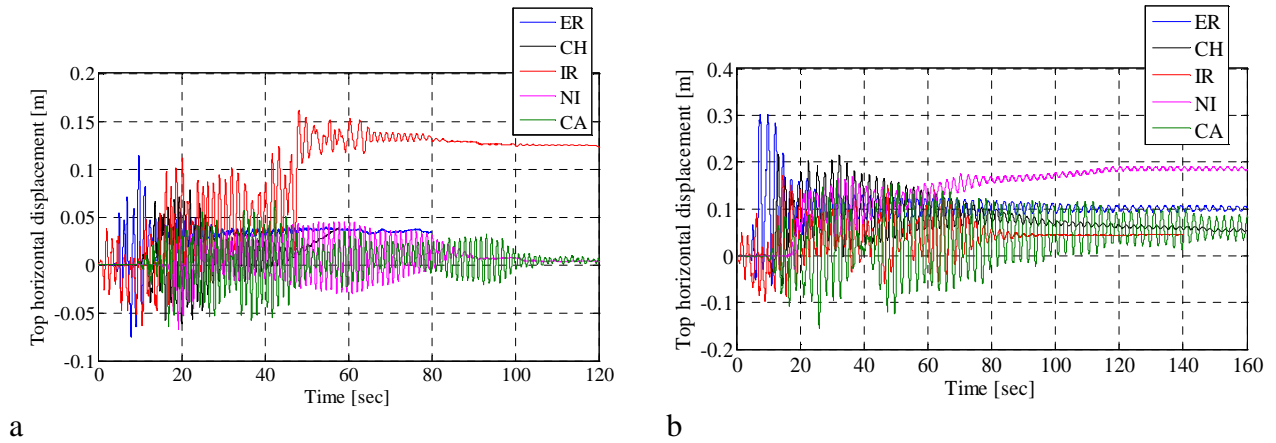 ER
CH
IR
NI
CA
0.2
0.15
0.1
0.05
0
-0.05
-0.1
Top horizontal displacement [m]
0 20 40 60 80 100 120
Time [sec]
a
ER
CH
IR
NI
CA
0.4
0.3
0.2
0.1
0
-0.1
-0.2
Top horizontal displacement [m]
0 20 40 60 80 100 120 140 160
Time [sec]
b